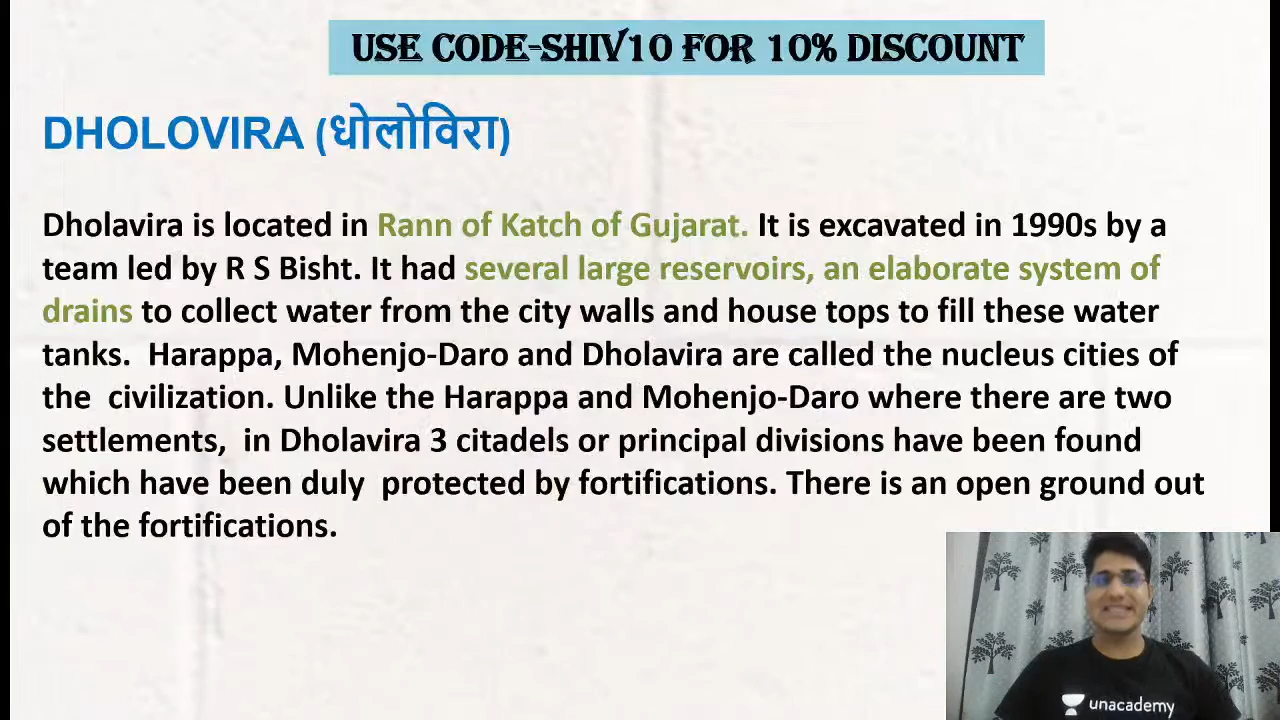 USE CODE-SHIV10 FOR 10% DISCOUNT
DHOLOVIRA (धोलोविरा)
Dholavira is located in Rann of Katch of Gujarat. It is excavated in 1990s by a
team led by R S Bisht. It had several large reservoirs, an elaborate system of
drains to collect water from the city walls and house tops to fill these water
tanks. Harappa, Mohenjo-Daro and Dholavira are called the nucleus cities of
the civilization. Unlike the Harappa and Mohenjo-Daro where there are two
settlements, in Dholavira 3 citadels or principal divisions have been found
which have been duly protected by fortifications. There is an open ground out
of the fortifications.
unacademy